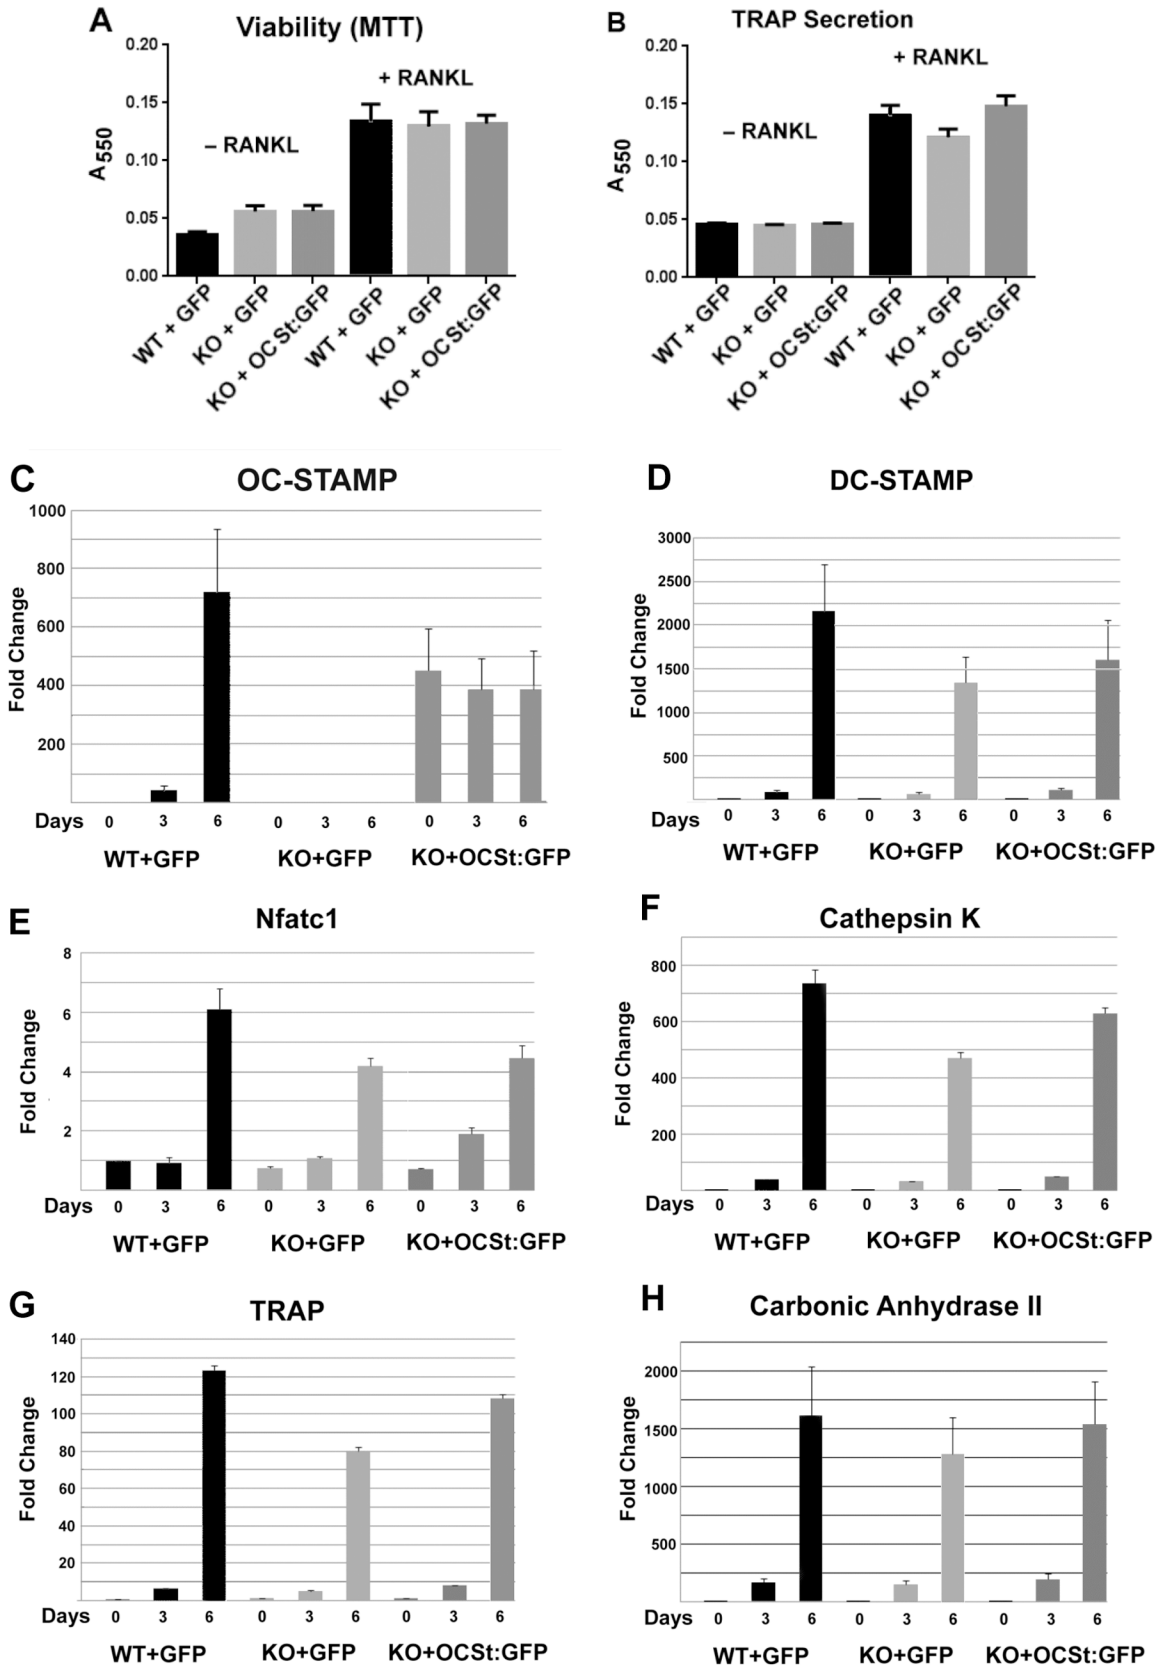 A
Viability (MTT)
0.20
0.15
0.10
0.05
0.00
A550
– RANKL
+ RANKL
WT + GFP
KO + GFP
KO + OC St:GFP
WT + GFP
KO + GFP
KO + OC St:GFP
B
TRAP Secretion
0.20
0.15
0.10
0.05
0.00
A550
– RANKL
+ RANKL
WT + GFP
KO + GFP
KO + OC St:GFP
WT + GFP
KO + GFP
KO + OC St:GFP
C
OC-STAMP
1000
800
600
400
200
Fold Change
Days 0 3 6 0 3 6 0 3 6
WT+GFP KO+GFP KO+OCSt:GFP
D
DC-STAMP
3000
2500
2000
1500
1000
500
Fold Change
Days 0 3 6 0 3 6 0 3 6
WT+GFP KO+GFP KO+OCSt:GFP
E
Nfatc1
8
6
4
2
Fold Change
Days 0 3 6 0 3 6 0 3 6
WT+GFP KO+GFP KO+OCSt:GFP
F
Cathepsin K
800
600
400
200
Fold Change
Days 0 3 6 0 3 6 0 3 6
WT+GFP KO+GFP KO+OCSt:GFP
G
TRAP
140
120
100
80
60
40
20
Fold Change
Days 0 3 6 0 3 6 0 3 6
WT+GFP KO+GFP KO+OCSt:GFP
H
Carbonic Anhydrase II
2000
1500
1000
500
Fold Change
Days 0 3 6 0 3 6 0 3 6
WT+GFP KO+GFP KO+OCSt:GFP